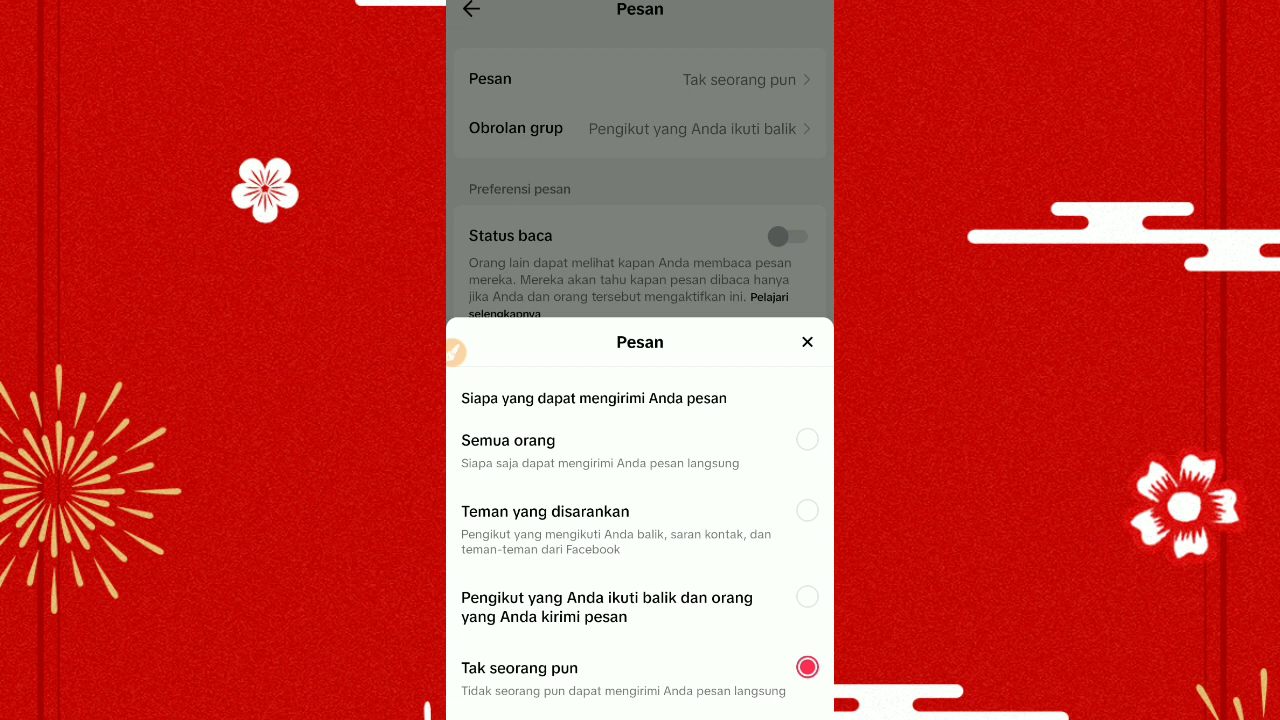 Pesan
Pesan Tak seorang pun
Obrolan grup Pengikut yang Anda ikuti balik
Preferensi pesan
Status baca
Orang lain dapat melihat kapan Anda membaca pesan
mereka. Mereka akan tahu kapan pesan dibaca hanya
jika Anda dan orang tersebut mengaktifkan ini. Pelajari
selengkapnya
Pesan
Siapa yang dapat mengirimi Anda pesan
Semua orang
Siapa saja dapat mengirimi Anda pesan langsung
Teman yang disarankan
Pengikut yang mengikuti Anda balik, saran kontak, dan
teman-teman dari Facebook
Pengikut yang Anda ikuti balik dan orang
yang Anda kirimi pesan
Tak seorang pun
Tidak seorang pun dapat mengirimi Anda pesan langsung